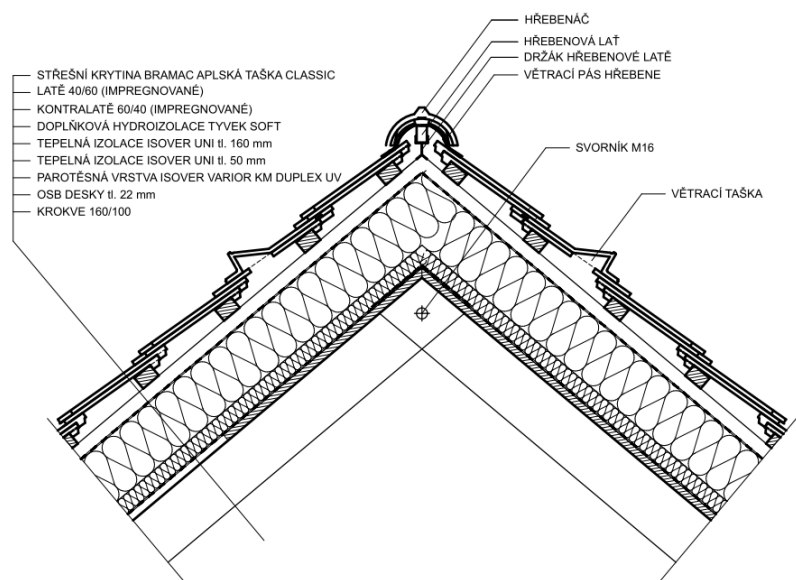 HŘEBENÁČ
HŘEBENOVÁ LAŤ
DRŽÁK HŘEBENOVÉ LATĚ
VĚTRACÍ PÁS HŘEBENE
STŘEŠNÍ KRYTINA BRAMAC APLSKÁ TAŠKA CLASSIC
LATĚ 40/60 (IMPREGNOVANÉ)
KONTRALATĚ 60/40 (IMPREGNOVANÉ)
DOPLŇKOVÁ HYDROIZOLACE TYVEK SOFT
TEPELNÁ IZOLACE ISOVER UNI tl. 160 mm
TEPELNÁ IZOLACE ISOVER UNI tl. 50 mm
PAROTĚSNÁ VRSTVA ISOVER VARIOR KM DUPLEX UV
OSB DESKY tl. 22 mm
KROKVE 160/100
SVORNÍK M16
VĚTRACÍ TAŠKA